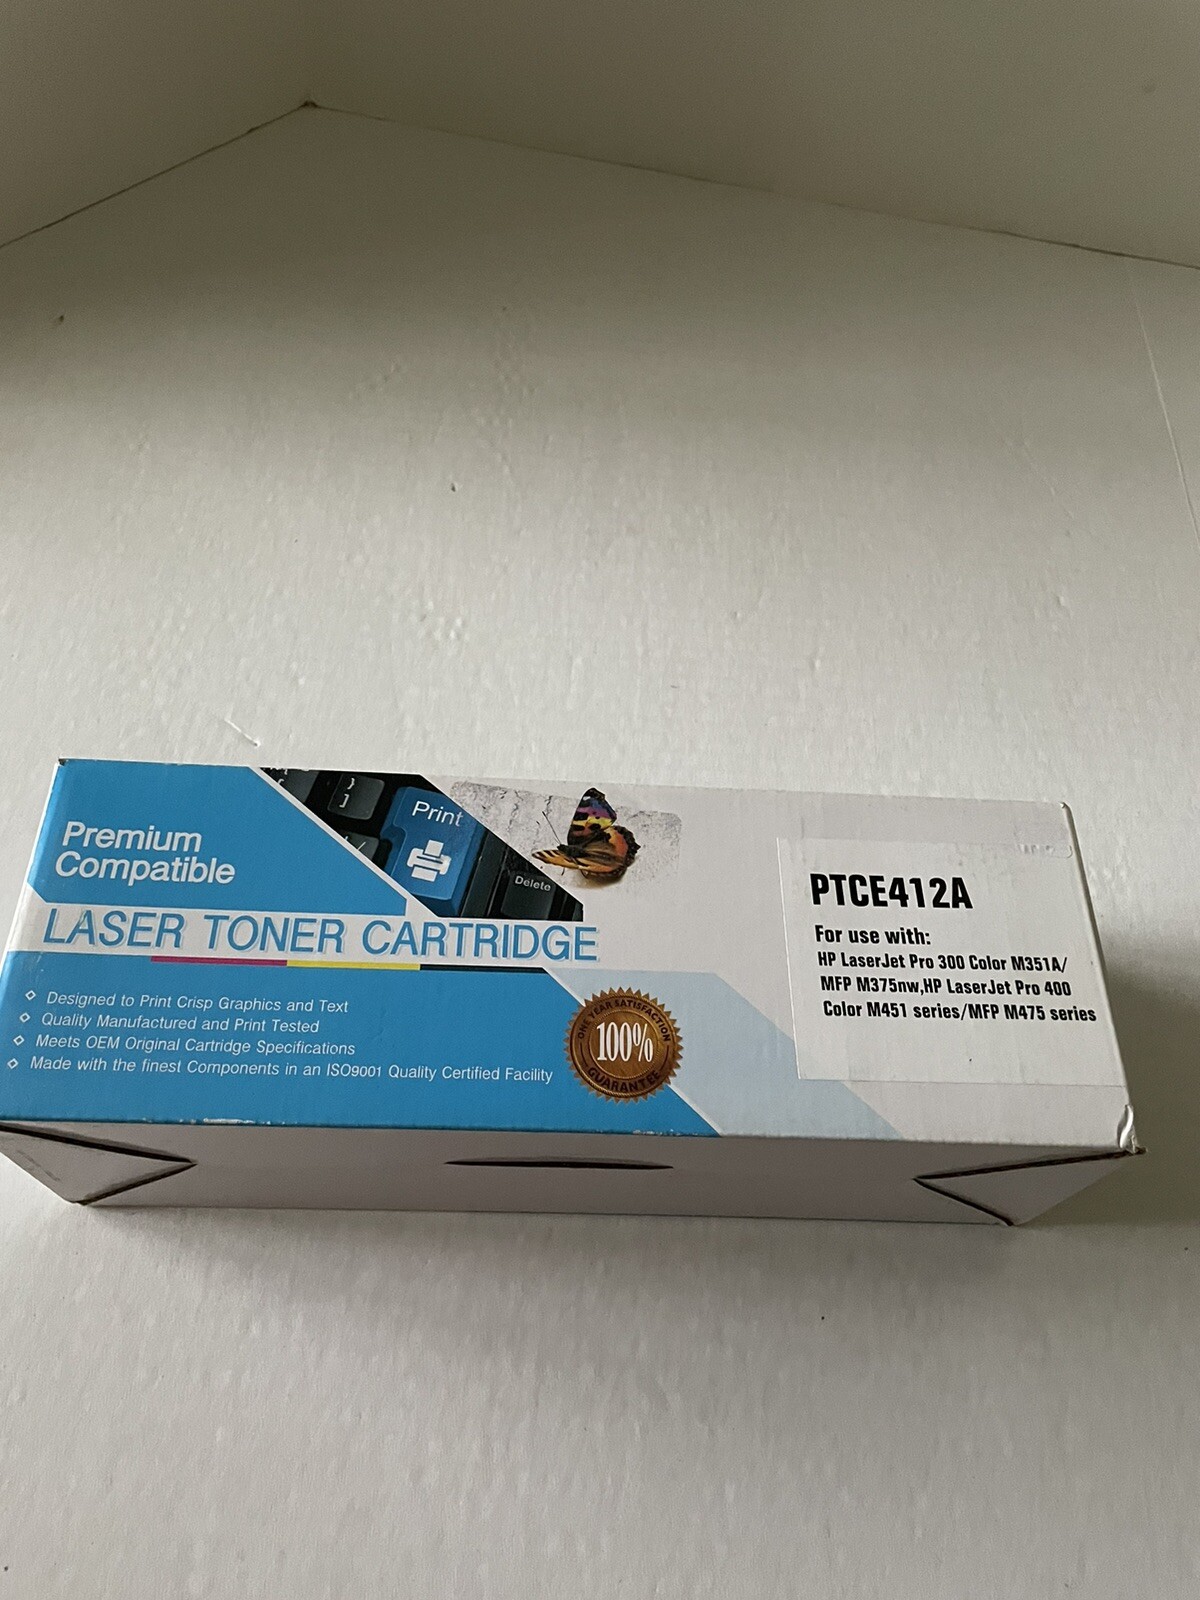 Print
Delete
Premium
Compatible
LASER TONER CARTRIDGE
Designed to Print Crisp Graphics and Text
Quality Manufactured and Print Tested
Meets OEM Original Cartridge Specifications
Made with the finest Components in an ISO9001 Quality Certified Facility
ONE YEAR SATISFACTION
100%
GUARANTEE
PTCE412A
For use with:
HP LaserJet Pro 300 Color M351A/
MFP M375nw,HP LaserJet Pro 400
Color M451 series/MFP M475 series